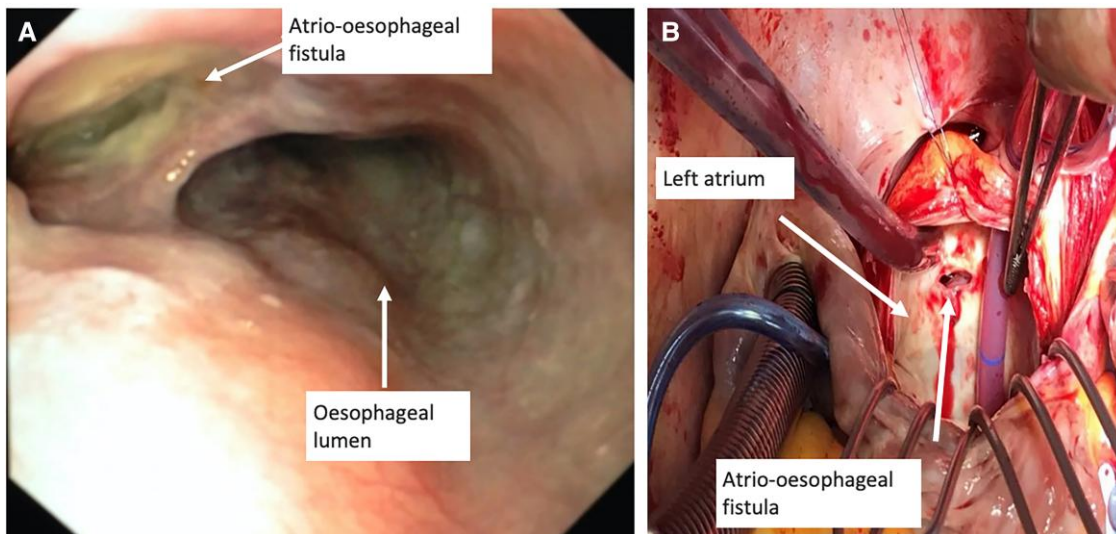 A
Atrio-oesophageal
fistula
Oesophageal
lumen
B
Left atrium
Atrio-oesophageal
fistula